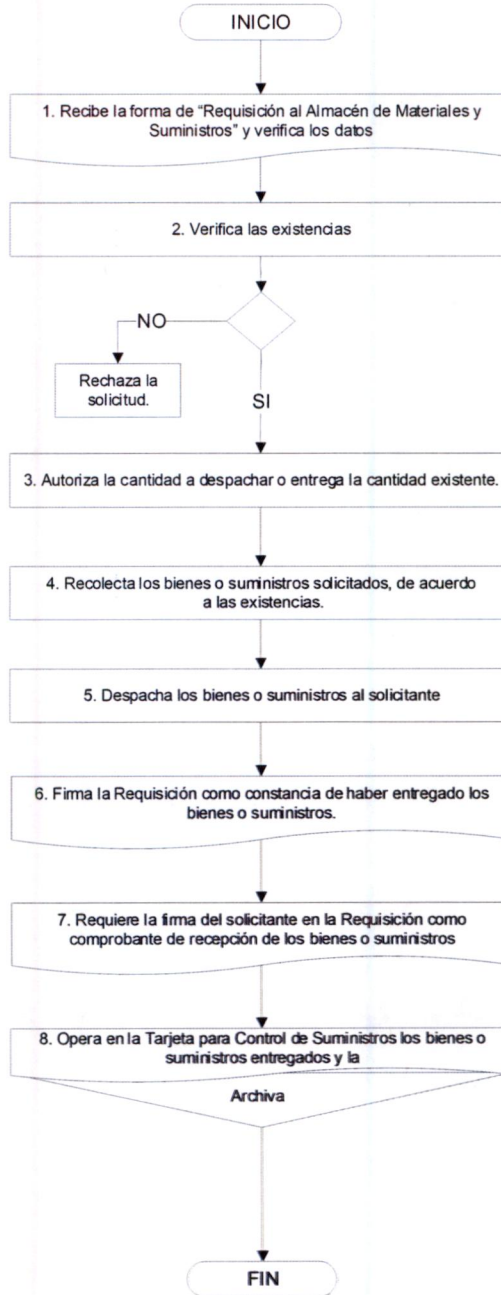 INICIO
1. Recibe la forma de “Requisición al Almacén de Materiales y
Suministros” y verifica los datos
2. Verifica las existencias
NO
Rechaza la
solicitud.
SI
3. Autoriza la cantidad a despachar o entrega la cantidad existente.
4. Recolecta los bienes o suministros solicitados, de acuerdo
a las existencias.
5. Despacha los bienes o suministros al solicitante
6. Firma la Requisición como constancia de haber entregado los
bienes o suministros.
7. Requiere la firma del solicitante en la Requisición como
comprobante de recepción de los bienes o suministros
8. Opera en la Tarjeta para Control de Suministros los bienes o
suministros entregados y la
Archiva
FIN